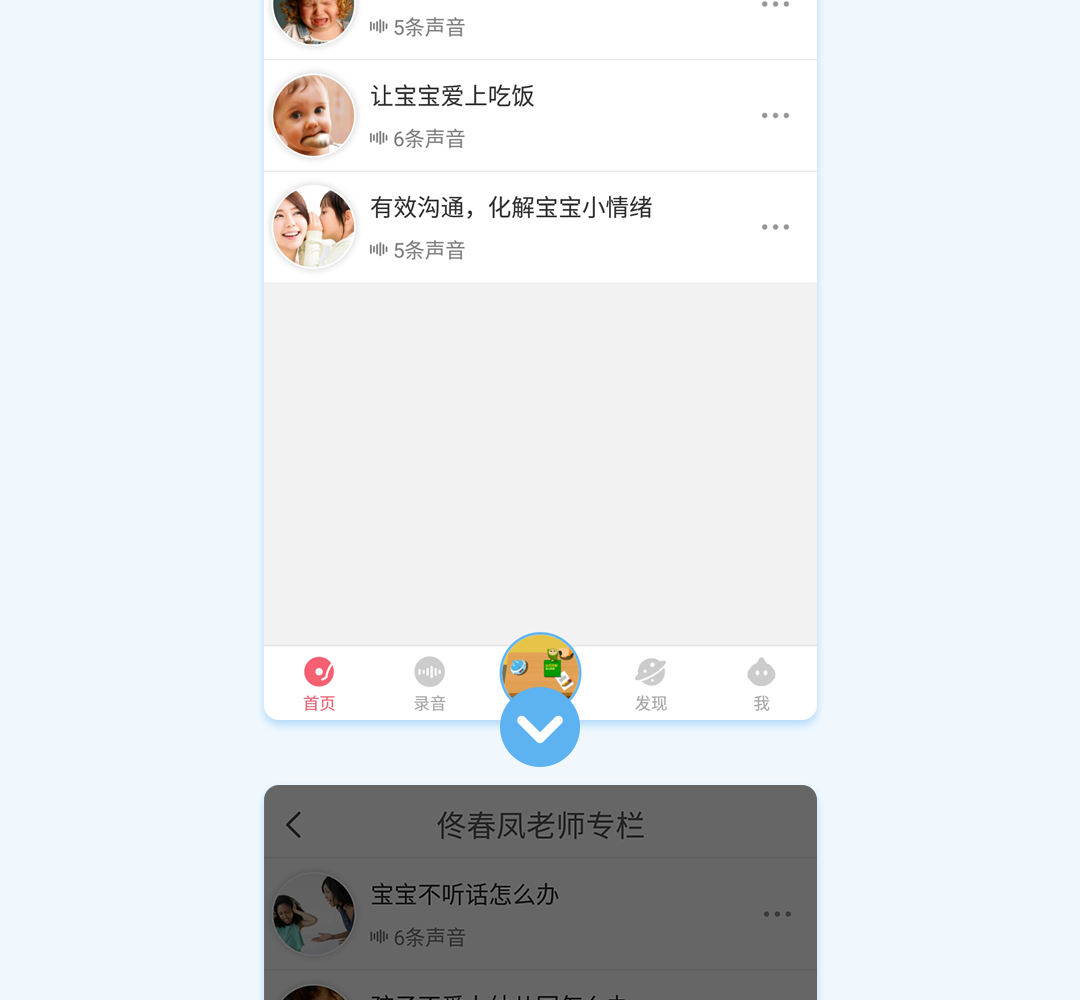 5条声音
让宝宝爱上吃饭
6条声音
有效沟通，化解宝宝小情绪
5条声音
首页
录音
发现
我
佟春凤老师专栏
宝宝不听话怎么办
6条声音